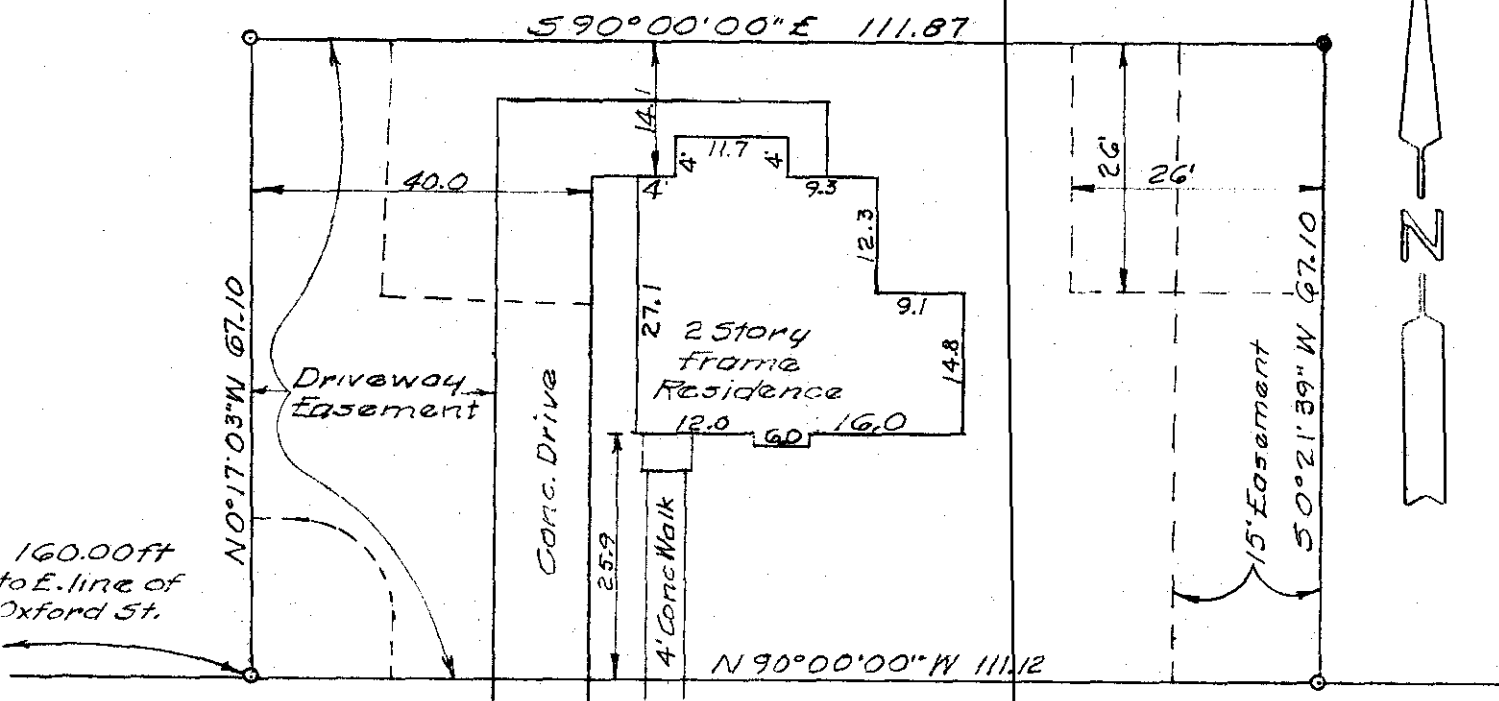 S 90°00'00" E 111.87
14.1
4'
11.7
4'
4'
9.3
40.0
26'
26'
12.3
N
9.1
27.1
2 Story
Frame
Residence
14.8
N 0°17'03" W 67.10
S 0°21'39" W 67.10
Driveway
Easement
Conc. Drive
12.0
6.0
16.0
15' Easement
25.9
4' Conc Walk
160.00 ft
to E. line of
Oxford St.
N 90°00'00" W 111.12